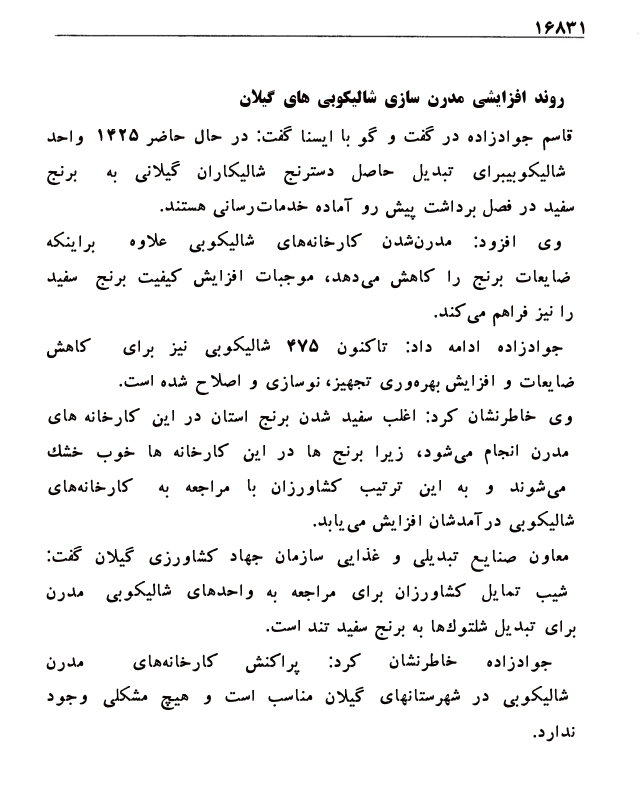 ۱۶۸۳۱
روند افزایشی مدرن سازی شالیکوبی های گیلان
قاسم جوادزاده در گفت و گو با ایسنا گفت: در حال حاضر ۱۴۲۵ واحد
شالیکوبیبرای تبدیل حاصل دسترنج شالیکاران گیلانی به برنج
سفید در فصل برداشت پیش رو آماده خدمات‌رسانی هستند.
وی افزود: مدرن‌شدن کارخانه‌های شالیکوبی علاوه براینکه
ضایعات برنج را کاهش می‌دهد، موجبات افزایش کیفیت برنج سفید
را نیز فراهم می‌کند.
جوادزاده ادامه داد: تاکنون ۴۷۵ شالیکوبی نیز برای کاهش
ضایعات و افزایش بهره‌وری تجهیز، نوسازی و اصلاح شده است.
وی خاطرنشان کرد: اغلب سفید شدن برنج استان در این کارخانه های
مدرن انجام می‌شود، زیرا برنج ها در این کارخانه ها خوب خشک
می‌شوند و به این ترتیب کشاورزان با مراجعه به کارخانه‌های
شالیکوبی درآمدشان افزایش می‌یابد.
معاون صنایع تبدیلی و غذایی سازمان جهاد کشاورزی گیلان گفت:
شیب تمایل کشاورزان برای مراجعه به واحدهای شالیکوبی مدرن
برای تبدیل شلتوک‌ها به برنج سفید تند است.
جوادزاده خاطرنشان کرد: پراکنش کارخانه‌های مدرن
شالیکوبی در شهرستانهای گیلان مناسب است و هیچ مشکلی وجود
ندارد.